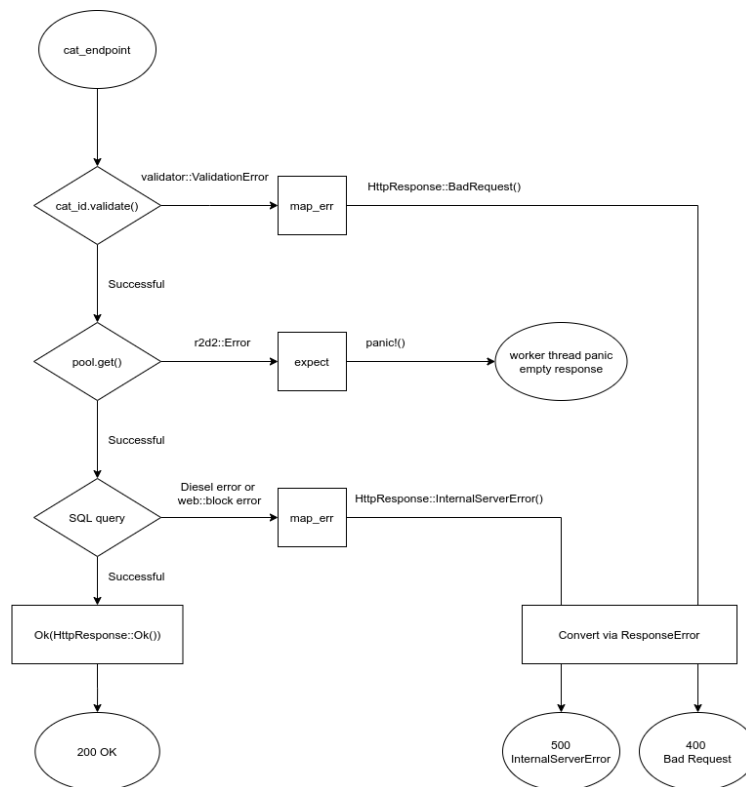 cat_endpoint
validator::ValidationError
HttpResponse::BadRequest()
cat_id.validate()
map_err
Successful
r2d2::Error
panic!()
pool.get()
expect
worker thread panic
empty response
Successful
Diesel error or
web::block error
HttpResponse::InternalServerError()
SQL query
map_err
Successful
Ok(HttpResponse::Ok())
Convert via ResponseError
200 OK
500
InternalServerError
400
Bad Request